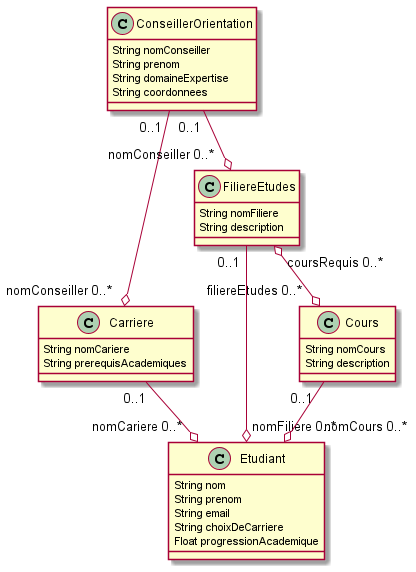 C ConseillerOrientation
String nomConseiller
String prenom
String domaineExpertise
String coordonnees
0..1
0..1
nomConseiller 0..*
C FiliereEtudes
String nomFiliere
String description
0..1
coursRequis 0..*
nomConseiller 0..*
filiereEtudes 0..*
C Carriere
String nomCariere
String prerequisAcademiques
C Cours
String nomCours
String description
0..1
0..1
nomCariere 0..*
nomFiliere 0..*
nomCours 0..*
C Etudiant
String nom
String prenom
String email
String choixDeCarriere
Float progressionAcademique